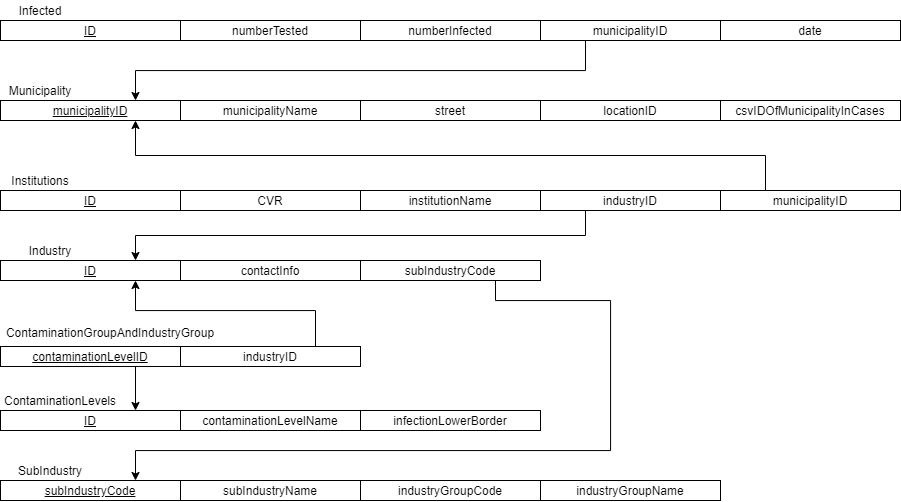 Infected
ID numberTested numberInfected municipalityID date
Municipality
municipalityID municipalityName street locationID csvIDOfMunicipalityInCases
Institutions
ID CVR institutionName industryID municipalityID
Industry
ID contactInfo subIndustryCode
ContaminationGroupAndIndustryGroup
contaminationLevelID industryID
ContaminationLevels
ID contaminationLevelName infectionLowerBorder
SubIndustry
subIndustryCode subIndustryName industryGroupCode industryGroupName